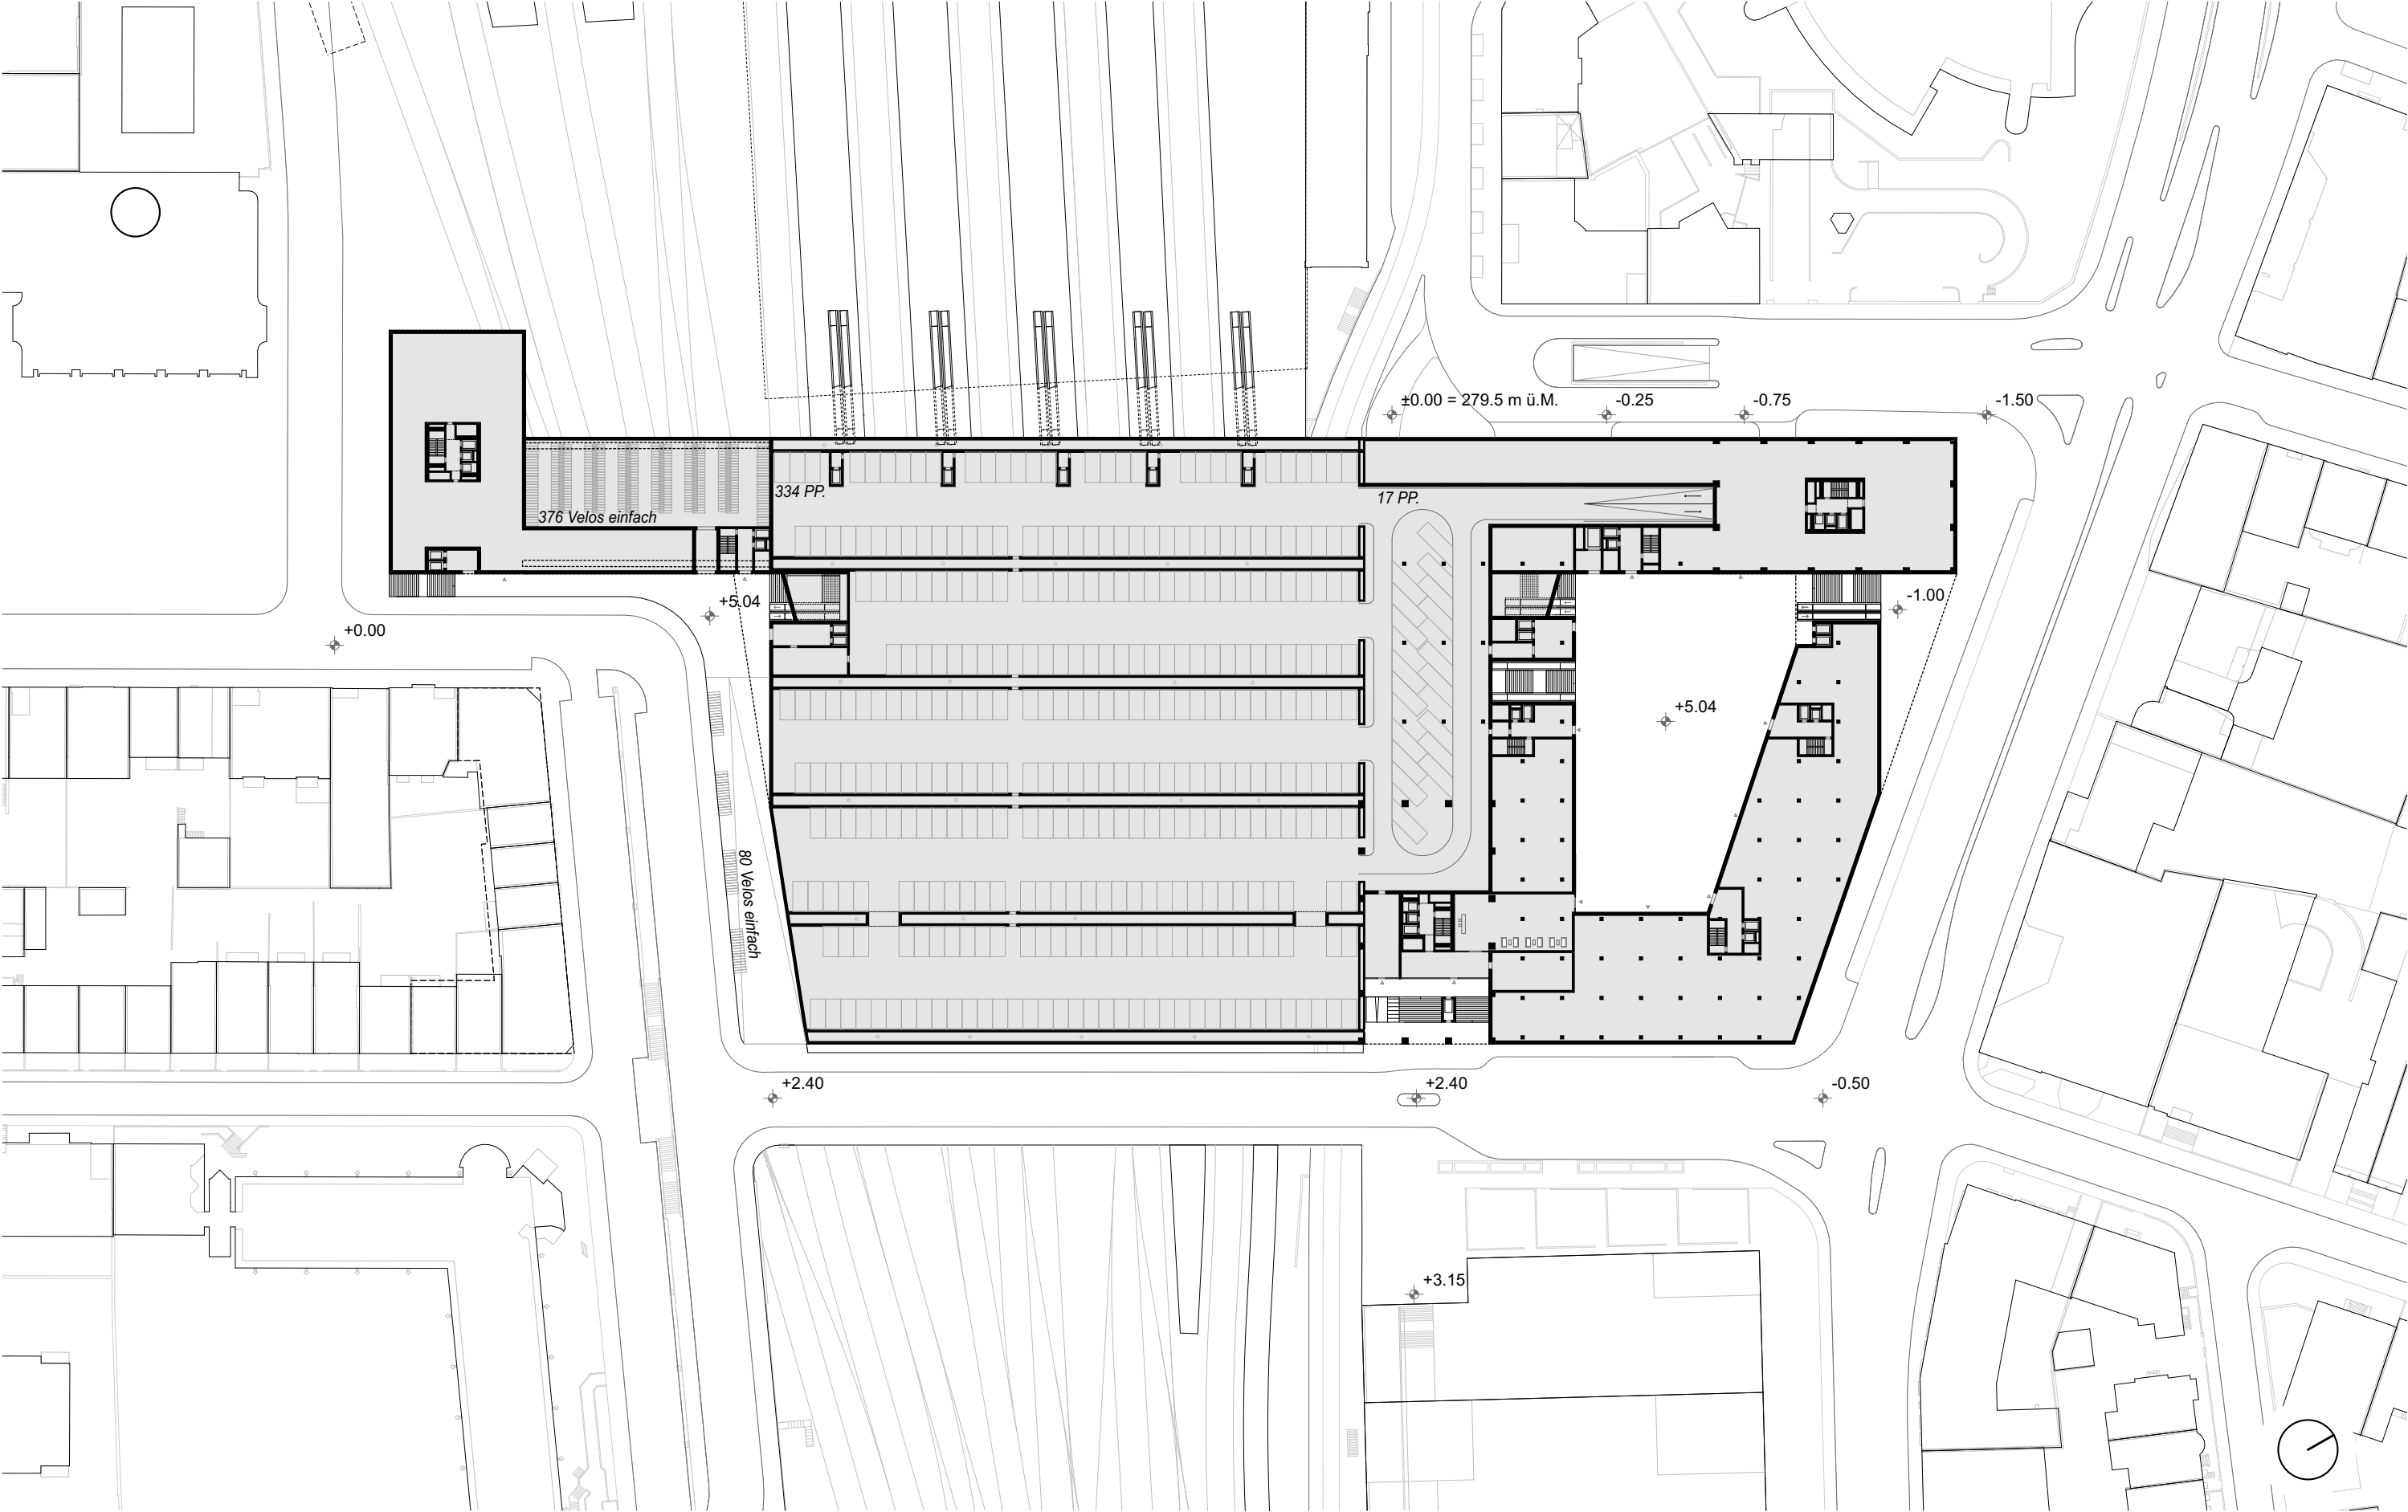 ±0.00 = 279.5 m ü.M.
-0.25
-0.75
-1.50
334 PP.
17 PP.
376 Velos einfach
+5.04
-1.00
+0.00
+5.04
80 Velos einfach
+2.40
+2.40
-0.50
+3.15